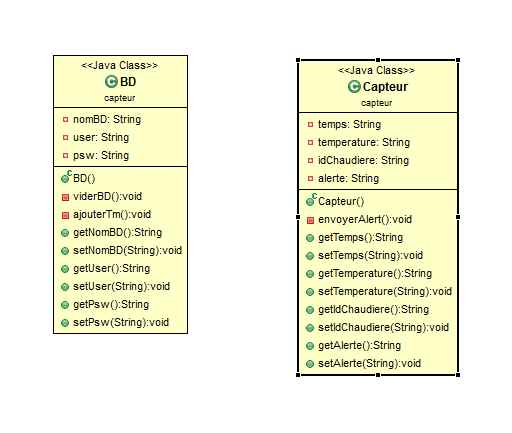 <<Java Class>>
BD
capteur
nomBD: String
user: String
psw: String
BD()
viderBD():void
ajouterTm():void
getNomBD():String
setNomBD(String):void
getUser():String
setUser(String):void
getPsw():String
setPsw(String):void
<<Java Class>>
Capteur
capteur
temps: String
temperature: String
idChaudiere: String
alerte: String
Capteur()
envoyerAlert():void
getTemps():String
setTemps(String):void
getTemperature():String
setTemperature(String):void
getIdChaudiere():String
setIdChaudiere(String):void
getAlerte():String
setAlerte(String):void